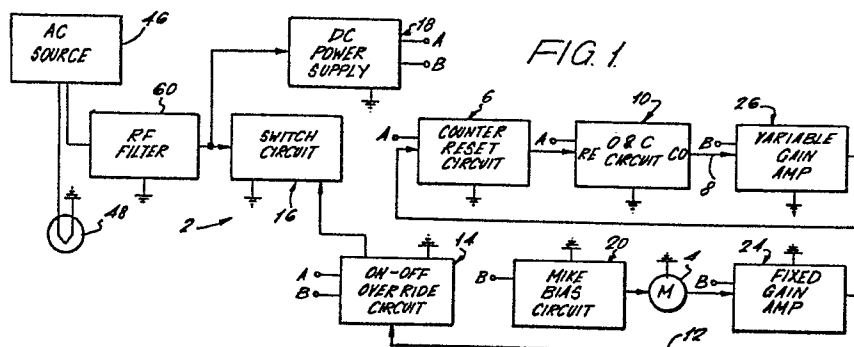 46
AC
SOURCE
DC
POWER
SUPPLY
18
A
B
FIG. 1
60
RF
FILTER
SWITCH
CIRCUIT
16
2
48
6
A
COUNTER
RESET
CIRCUIT
10
A
RE
O & C
CIRCUIT
CO
8
26
B
VARIABLE
GAIN
AMP
14
A
B
ON-OFF
OVERRIDE
CIRCUIT
20
B
MIKE
BIAS
CIRCUIT
4
M
24
B
FIXED
GAIN
AMP
12